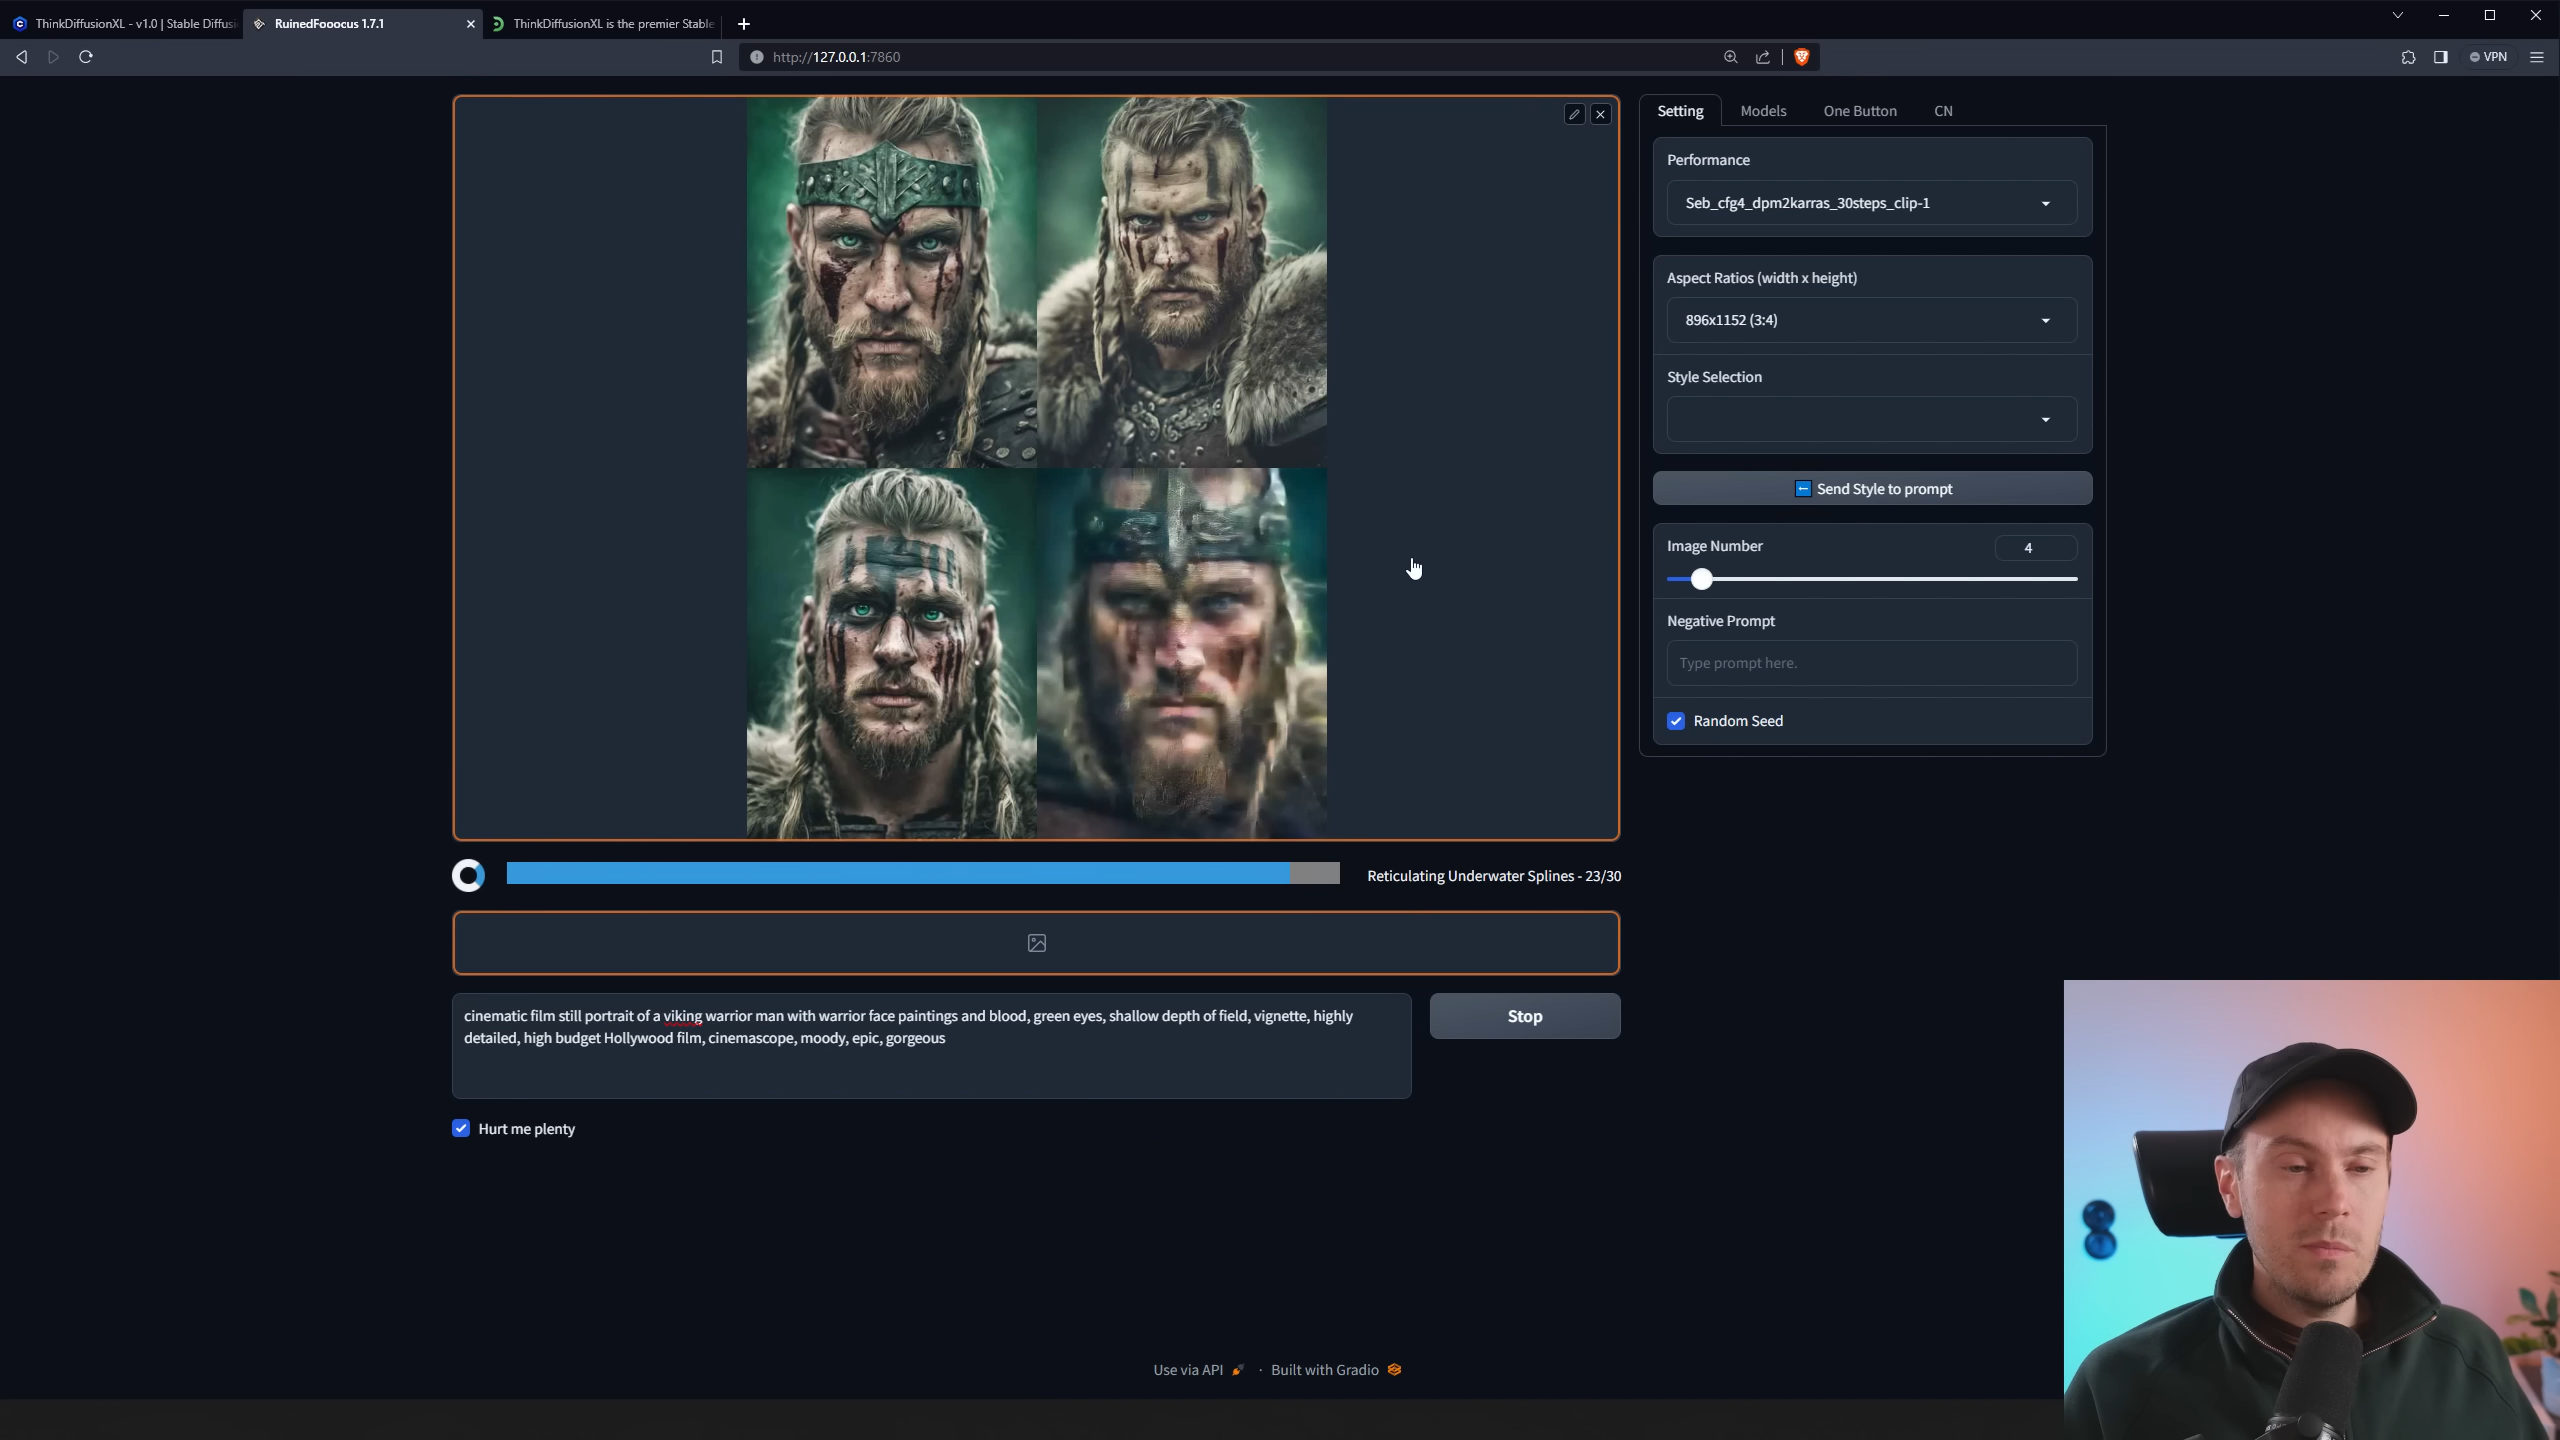 ThinkDiffusionXL - v1.0 | Stable Diffusi
RuinedFooocus 1.7.1
ThinkDiffusionXL is the premier Stable
http://127.0.0.1:7860
VPN
Setting
Models
One Button
CN
Performance
Seb_cfg4_dpm2karras_30steps_clip-1
Aspect Ratios (width x height)
896x1152 (3:4)
Style Selection
Send Style to prompt
Image Number
4
Negative Prompt
Type prompt here.
Random Seed
Reticulating Underwater Splines - 23/30
cinematic film still portrait of a viking warrior man with warrior face paintings and blood, green eyes, shallow depth of field, vignette, highly
detailed, high budget Hollywood film, cinemascope, moody, epic, gorgeous
Stop
Hurt me plenty
Use via API
· Built with Gradio